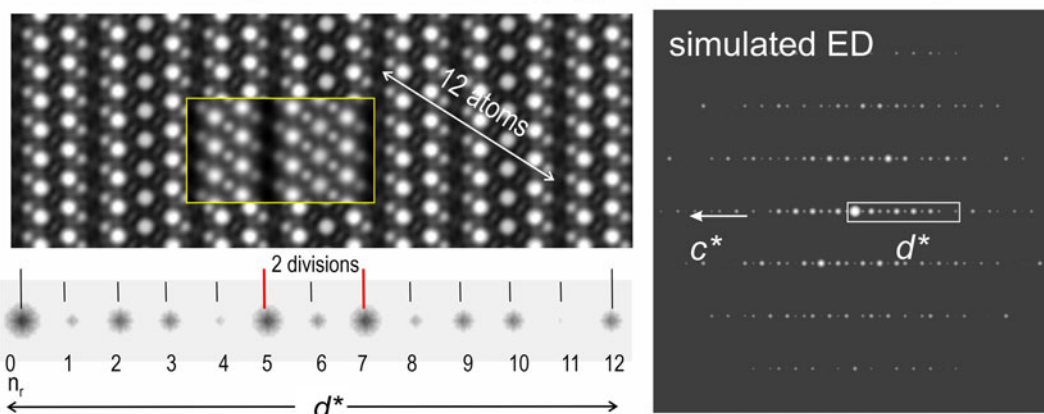 12 atoms
2 divisions
0 1 2 3 4 5 6 7 8 9 10 11 12
nr
d*
simulated ED
c*
d*